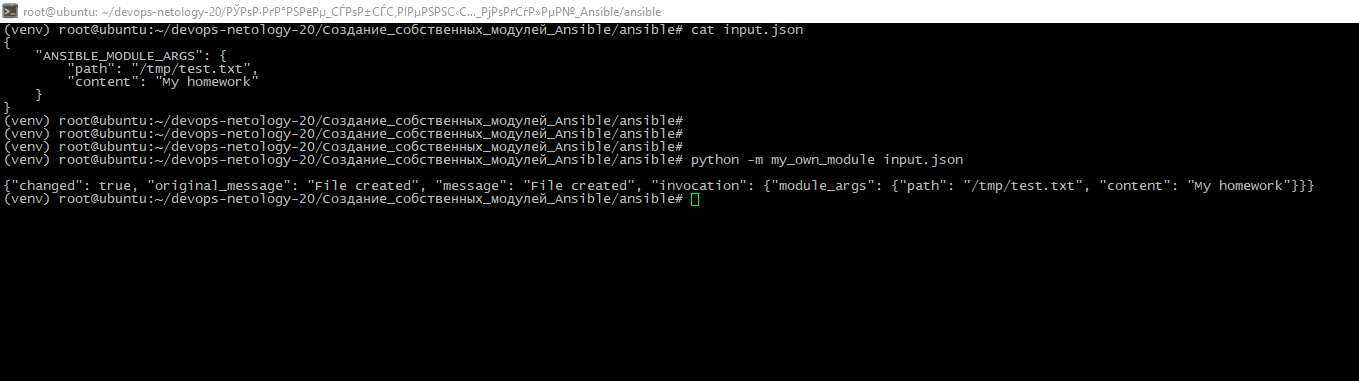 root@ubuntu: ~/devops-netology-20/РЎРѕР·РґР°РЅРёРµ_СЃРѕР±СЃС‚РІРµРЅРЅС‹С…_РјРѕРґСѓР»РµР№_Ansible/ansible
(venv) root@ubuntu:~/devops-netology-20/Создание_собственных_модулей_Ansible/ansible# cat input.json
{
    "ANSIBLE_MODULE_ARGS": {
        "path": "/tmp/test.txt",
        "content": "My homework"
    }
}
(venv) root@ubuntu:~/devops-netology-20/Создание_собственных_модулей_Ansible/ansible#
(venv) root@ubuntu:~/devops-netology-20/Создание_собственных_модулей_Ansible/ansible#
(venv) root@ubuntu:~/devops-netology-20/Создание_собственных_модулей_Ansible/ansible#
(venv) root@ubuntu:~/devops-netology-20/Создание_собственных_модулей_Ansible/ansible# python -m my_own_module input.json
{"changed": true, "original_message": "File created", "message": "File created", "invocation": {"module_args": {"path": "/tmp/test.txt", "content": "My homework"}}}
(venv) root@ubuntu:~/devops-netology-20/Создание_собственных_модулей_Ansible/ansible#